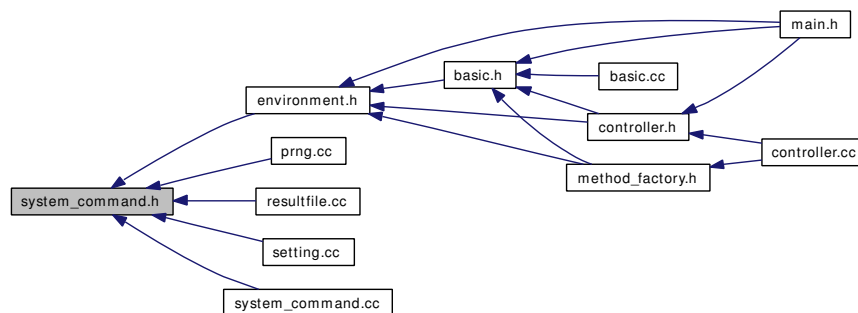 main.h
basic.h
basic.cc
environment.h
controller.h
prng.cc
controller.cc
method_factory.h
system_command.h
resultfile.cc
setting.cc
system_command.cc